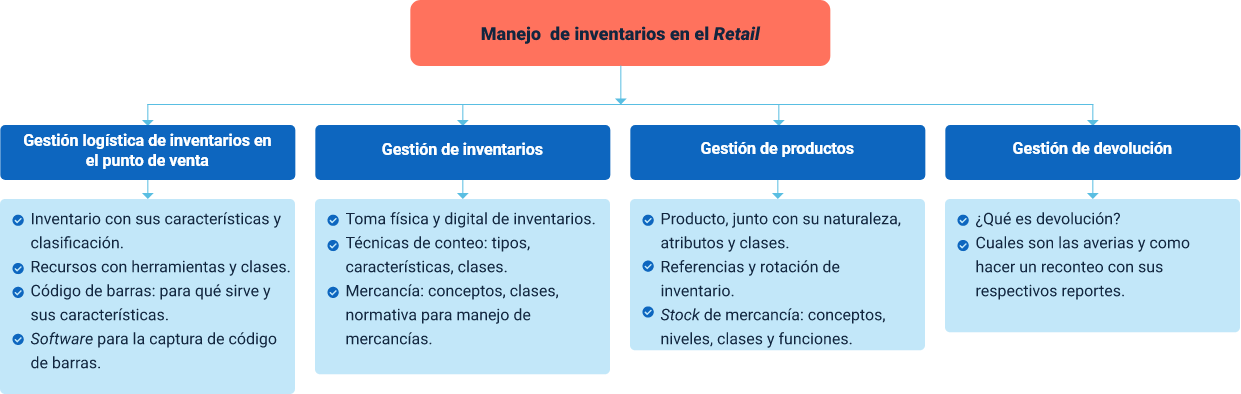 Manejo de inventarios en el Retail
Gestión logística de inventarios en
el punto de venta
Inventario con sus características y
clasificación.
Recursos con herramientas y clases.
Código de barras: para qué sirve y
sus características.
Software para la captura de código
de barras.
Gestión de inventarios
Toma física y digital de inventarios.
Técnicas de conteo: tipos,
características, clases.
Mercancía: conceptos, clases,
normativa para manejo de
mercancías.
Gestión de productos
Producto, junto con su naturaleza,
atributos y clases.
Referencias y rotación de
inventario.
Stock de mercancía: conceptos,
niveles, clases y funciones.
Gestión de devolución
¿Qué es devolución?
Cuales son las averias y como
hacer un reconteo con sus
respectivos reportes.